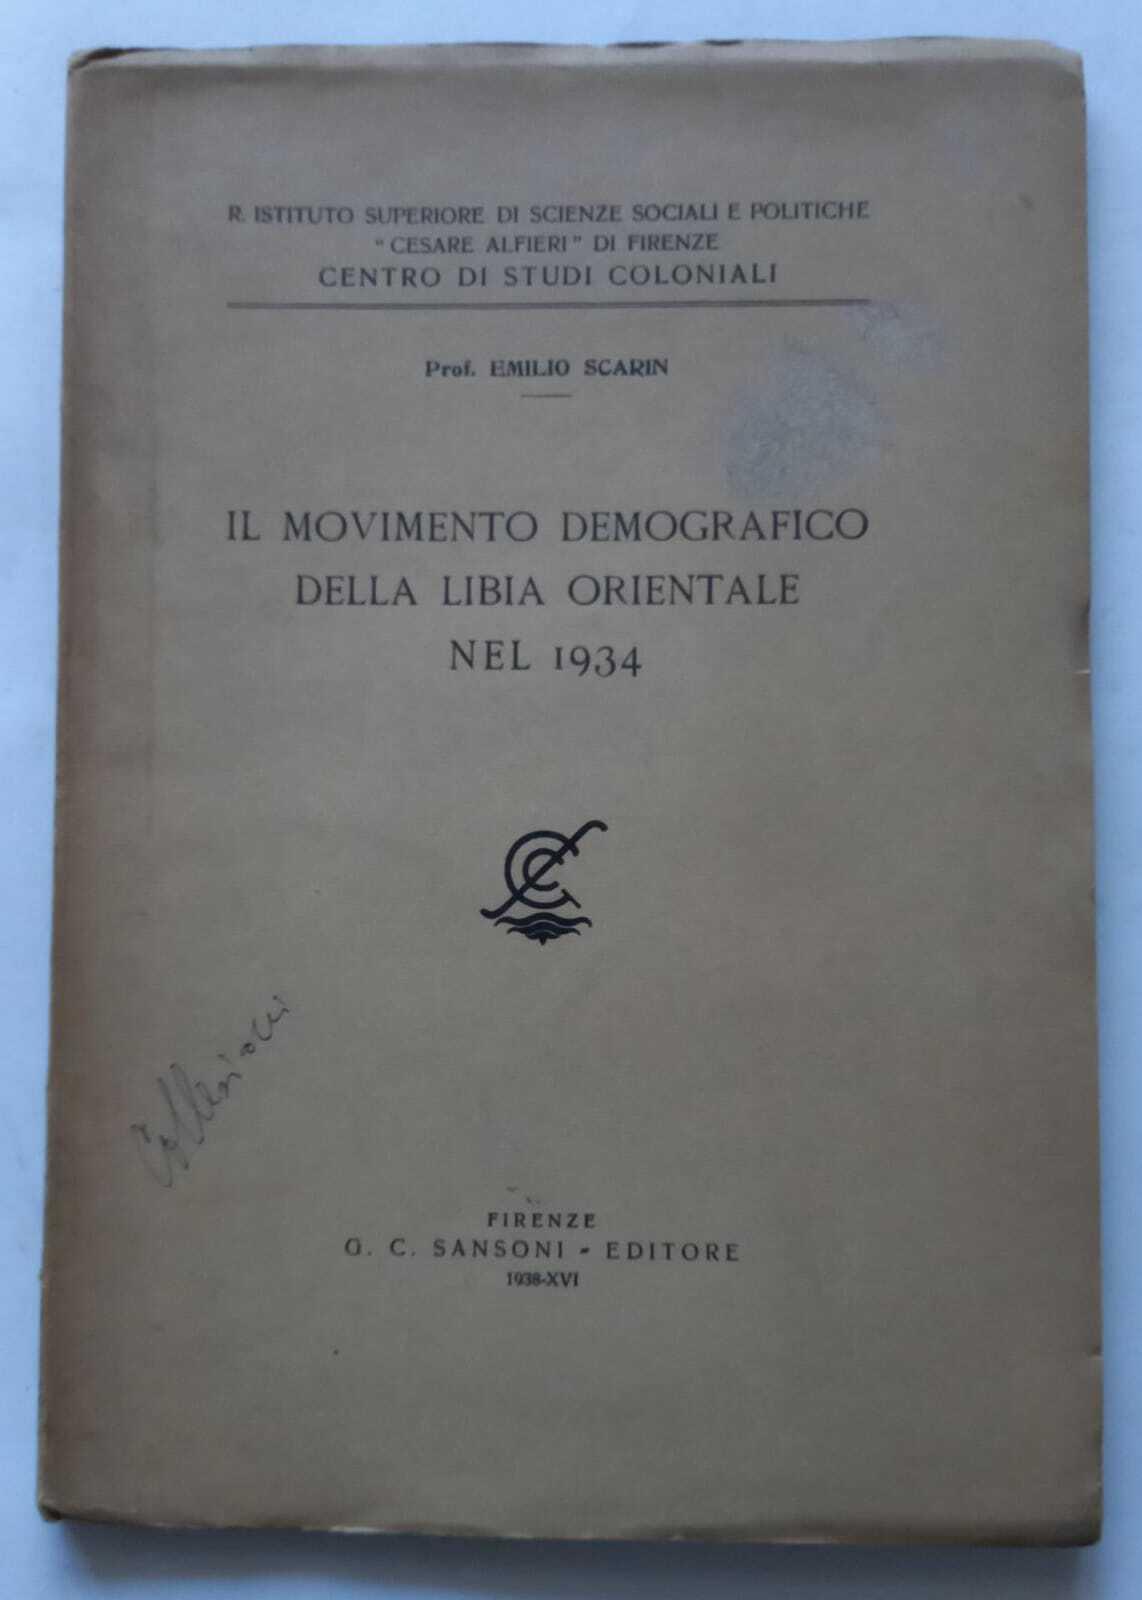 R. ISTITUTO SUPERIORE DI SCIENZE SOCIALI E POLITICHE
"CESARE ALFIERI" DI FIRENZE
CENTRO DI STUDI COLONIALI
Prof. EMILIO SCARIN
IL MOVIMENTO DEMOGRAFICO
DELLA LIBIA ORIENTALE
NEL 1934
FIRENZE
G. C. SANSONI - EDITORE
1938-XVI